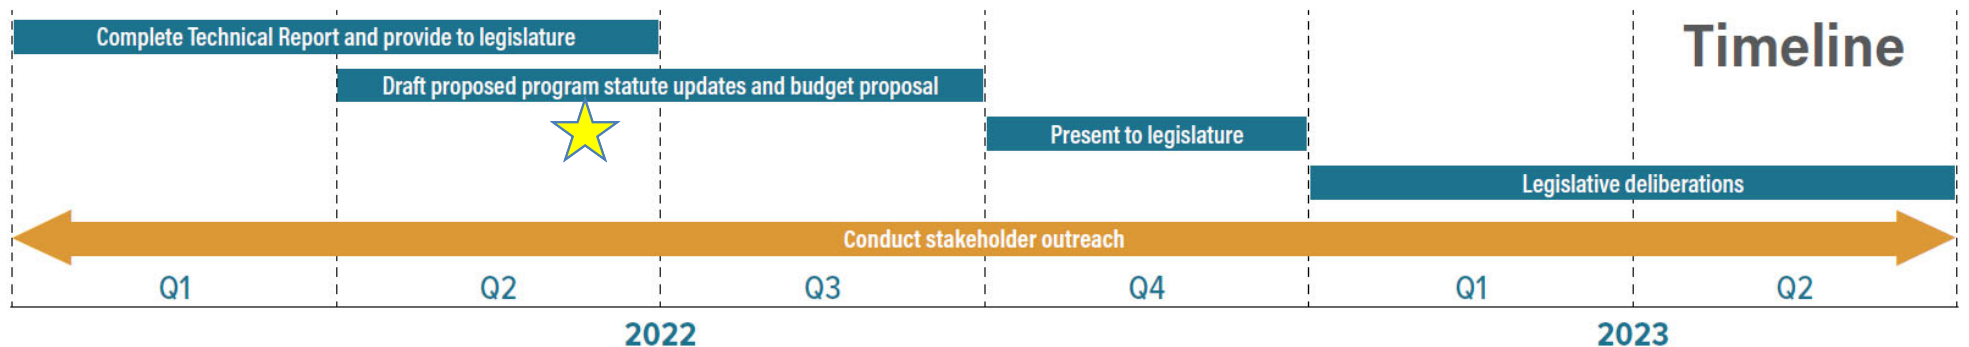 Timeline
Complete Technical Report and provide to legislature
Draft proposed program statute updates and budget proposal
Present to legislature
Legislative deliberations
Conduct stakeholder outreach
Q1 Q2 Q3 Q4 Q1 Q2
2022 2023